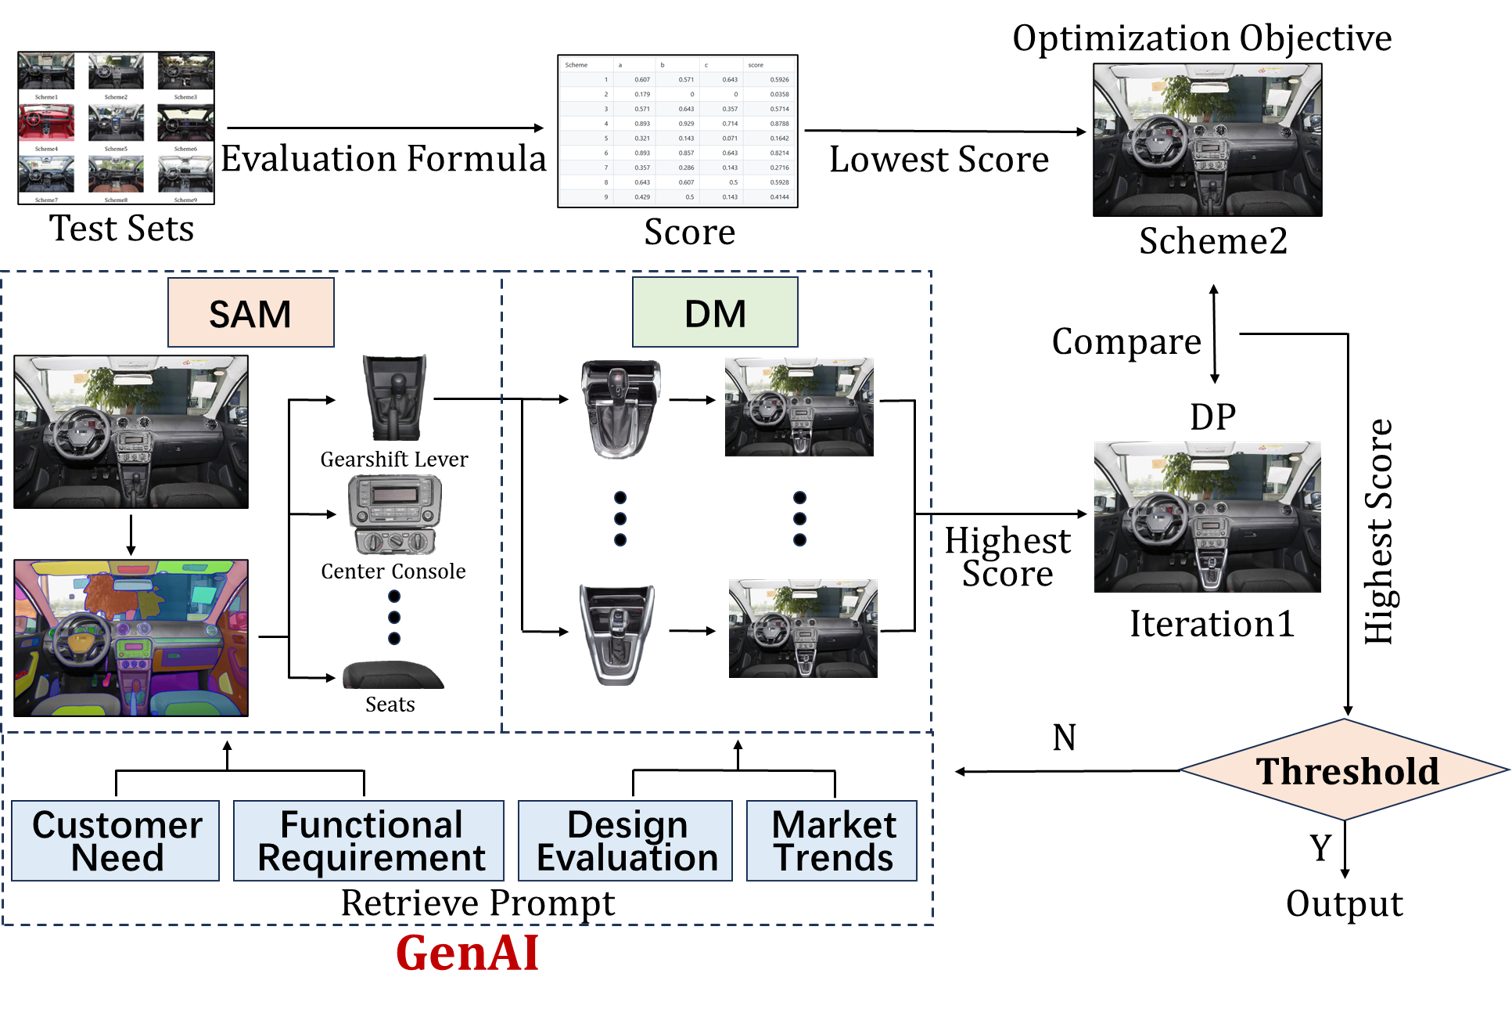 Optimization Objective
Scheme1 Scheme2 Scheme3
Scheme4 Scheme5 Scheme6
Scheme7 Scheme8 Scheme9
Test Sets
Evaluation Formula
Scheme a b c score
1 0.607 0.571 0.643 0.5926
2 0.179 0 0 0.0358
3 0.571 0.643 0.357 0.5714
4 0.893 0.929 0.714 0.8788
5 0.321 0.143 0.071 0.1642
6 0.893 0.857 0.643 0.8214
7 0.357 0.286 0.143 0.2716
8 0.643 0.607 0.5 0.5928
9 0.429 0.5 0.143 0.4144
Score
Lowest Score
Scheme2
SAM
DM
Gearshift Lever
Center Console
Seats
Compare
DP
Highest
Score
Iteration1
Highest Score
Threshold
N
Y
Output
Customer
Need
Functional
Requirement
Design
Evaluation
Market
Trends
Retrieve Prompt
GenAI